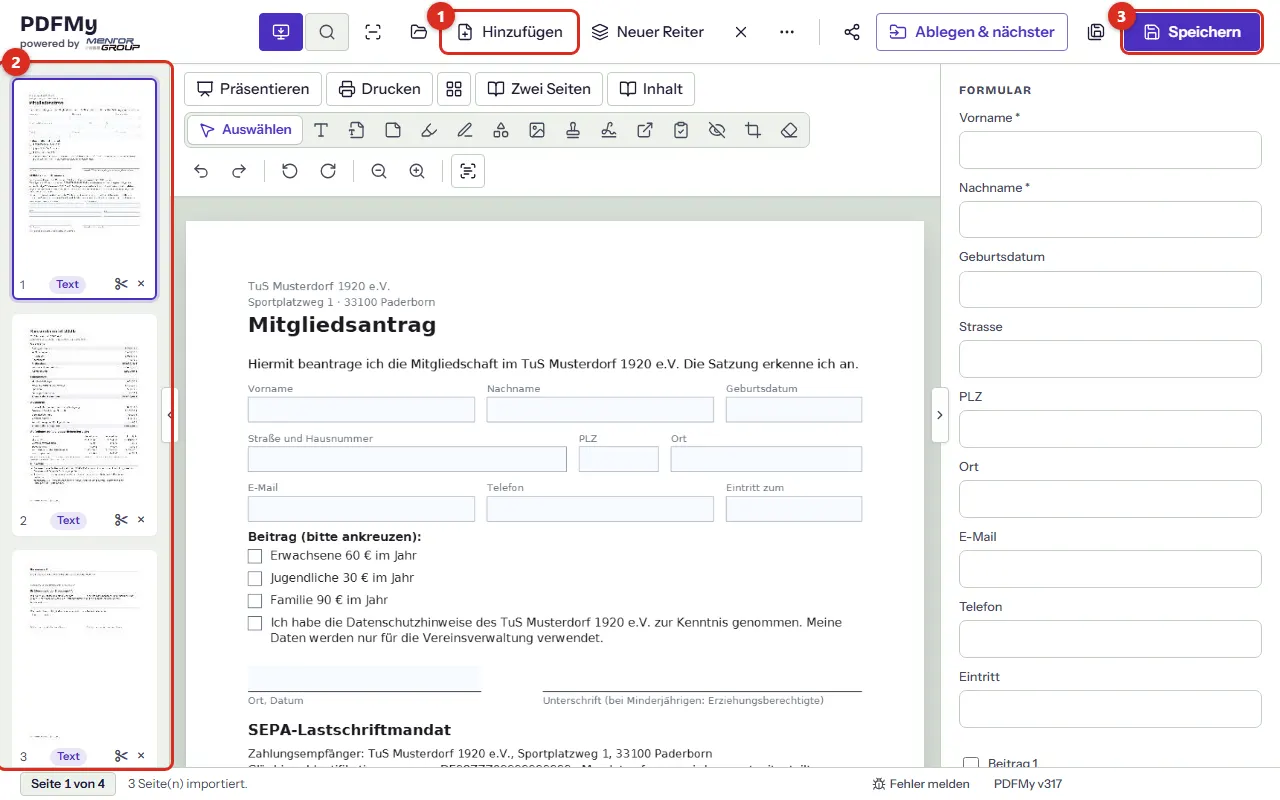 PDFMy
powered by MENROR GROUP
1
Hinzufügen
Neuer Reiter
Ablegen & nächster
3
Speichern
2
Präsentieren
Drucken
Zwei Seiten
Inhalt
Auswählen
1 Text
2 Text
3 Text
TuS Musterdorf 1920 e.V.
Sportplatzweg 1 · 33100 Paderborn
Mitgliedsantrag
Hiermit beantrage ich die Mitgliedschaft im TuS Musterdorf 1920 e.V. Die Satzung erkenne ich an.
Vorname Nachname Geburtsdatum
Straße und Hausnummer PLZ Ort
E-Mail Telefon Eintritt zum
Beitrag (bitte ankreuzen):
Erwachsene 60 € im Jahr
Jugendliche 30 € im Jahr
Familie 90 € im Jahr
Ich habe die Datenschutzhinweise des TuS Musterdorf 1920 e.V. zur Kenntnis genommen. Meine
Daten werden nur für die Vereinsverwaltung verwendet.
Ort, Datum Unterschrift (bei Minderjährigen: Erziehungsberechtigte)
SEPA-Lastschriftmandat
Zahlungsempfänger: TuS Musterdorf 1920 e.V., Sportplatzweg 1, 33100 Paderborn
FORMULAR
Vorname *
Nachname *
Geburtsdatum
Strasse
PLZ
Ort
E-Mail
Telefon
Eintritt
Beitrag 1
Seite 1 von 4
3 Seite(n) importiert.
Fehler melden
PDFMy v317